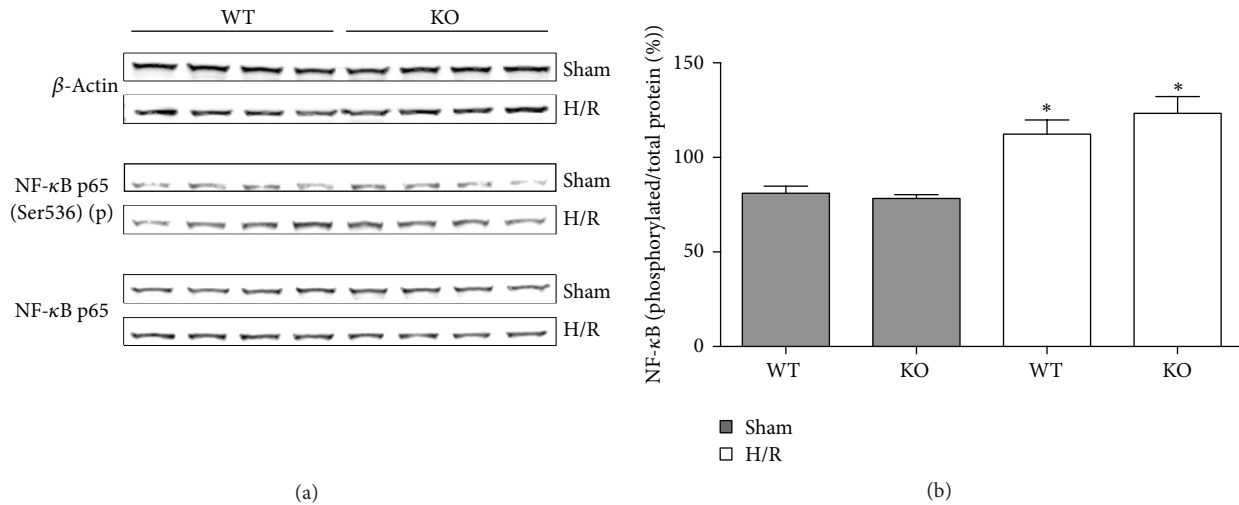 WT KO
β-Actin
Sham
H/R
NF-κB p65
(Ser536) (p)
Sham
H/R
NF-κB p65
Sham
H/R
(a)
NF-κB (phosphorylated/total protein (%))
150
100
50
0
* *
WT KO WT KO
Sham
H/R
(b)